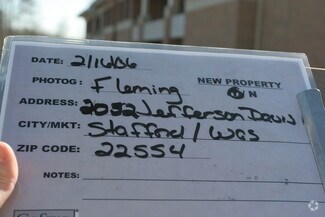 DATE: 2/16/06
PHOTOG: Fleming
NEW PROPERTY
Y N
ADDRESS: 2052 Jefferson Davis
CITY/MKT: Stafford / WAS
ZIP CODE: 22554
NOTES: